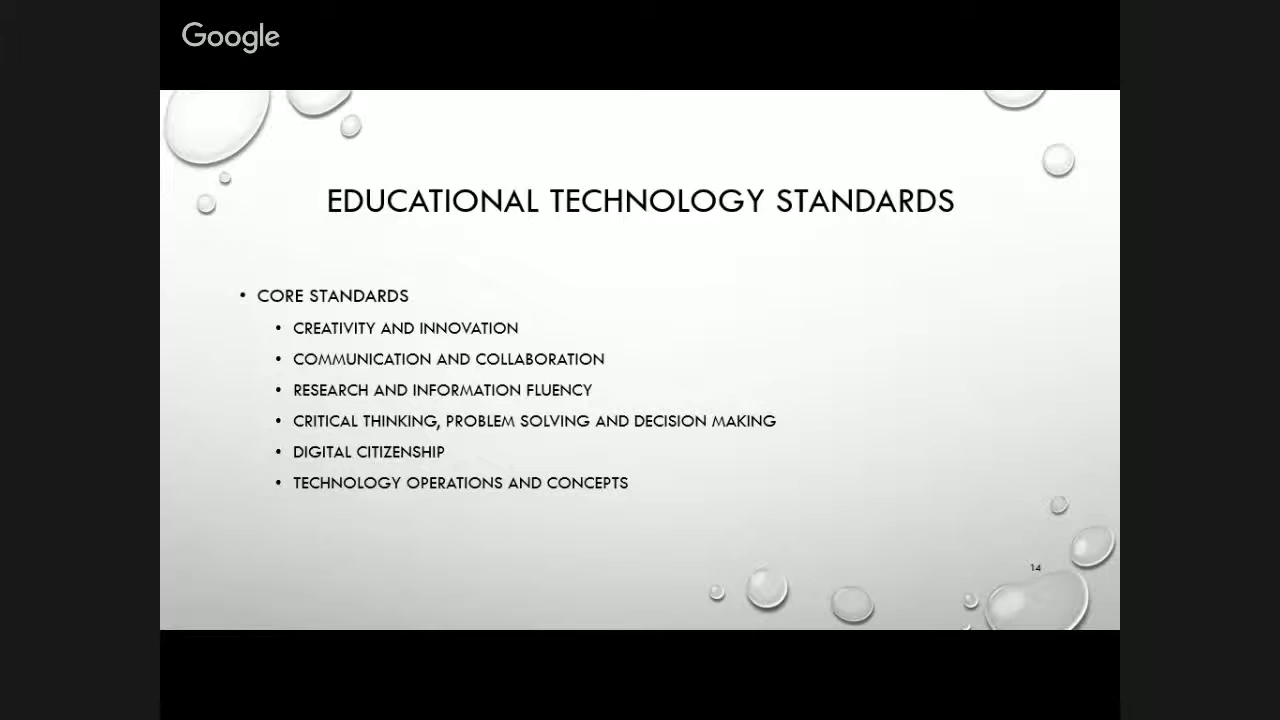 Google
EDUCATIONAL TECHNOLOGY STANDARDS
• CORE STANDARDS
• CREATIVITY AND INNOVATION
• COMMUNICATION AND COLLABORATION
• RESEARCH AND INFORMATION FLUENCY
• CRITICAL THINKING, PROBLEM SOLVING AND DECISION MAKING
• DIGITAL CITIZENSHIP
• TECHNOLOGY OPERATIONS AND CONCEPTS
14